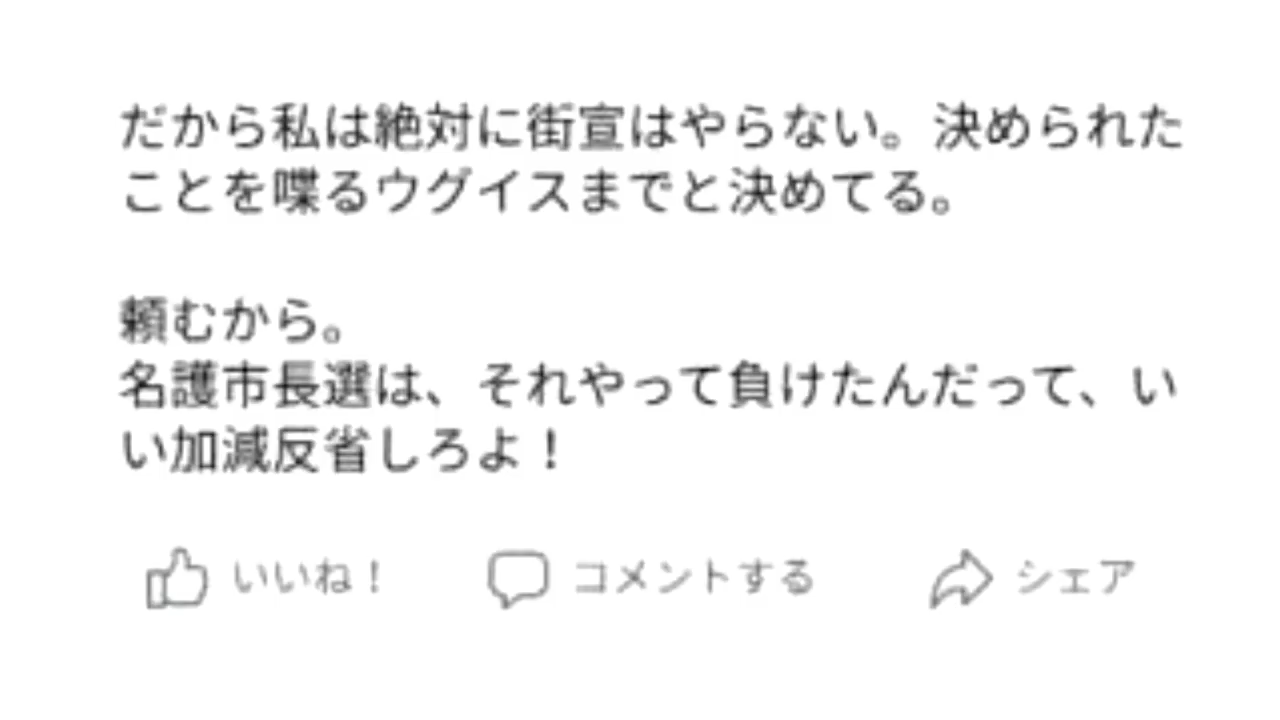 だから私は絶対に街宣はやらない。決められた
ことを喋るウグイスまでと決めてる。
頼むから。
名護市長選は、それやって負けたんだって、い
い加減反省しろよ！
いいね！ コメントする シェア